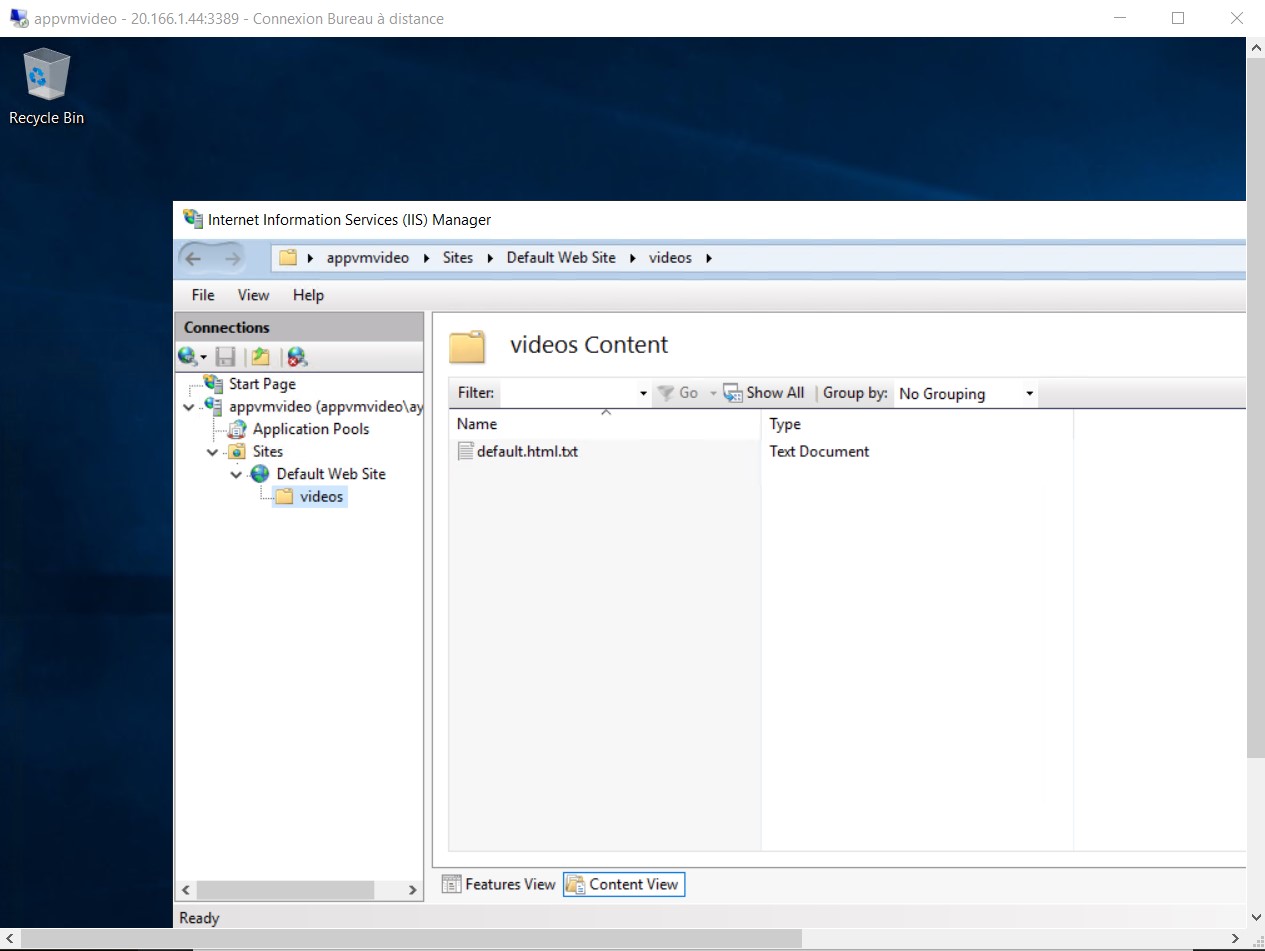 appvmvideo - 20.166.1.44:3389 - Connexion Bureau à distance
Recycle Bin
Internet Information Services (IIS) Manager
appvmvideo Sites Default Web Site videos
File View Help
Connections
Start Page
appvmvideo (appvmvideo\ay
Application Pools
Sites
Default Web Site
videos
videos Content
Filter: Go Show All Group by: No Grouping
Name Type
default.html.txt Text Document
Features View Content View
Ready